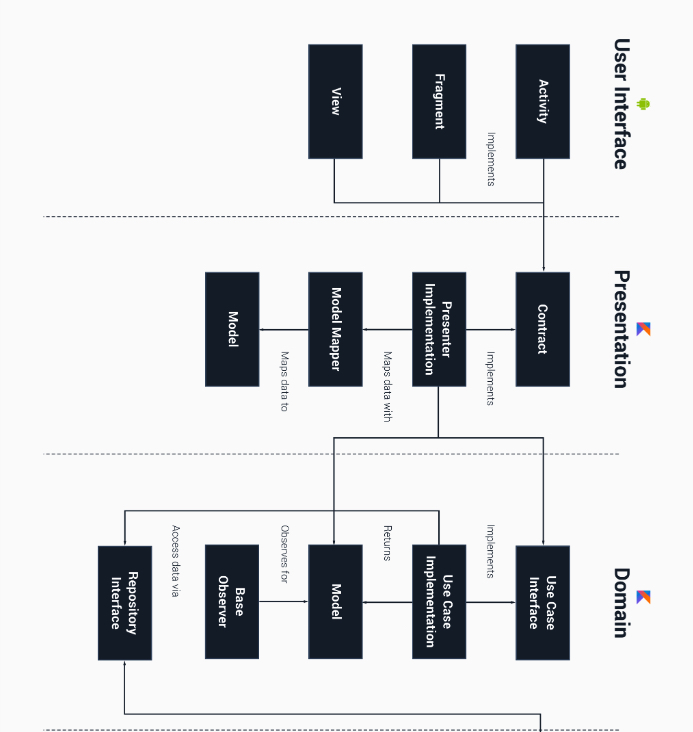 User Interface
Activity
Implements
Fragment
View
Presentation
Contract
Implements
Presenter
Implementation
Maps data with
Model Mapper
Maps data to
Model
Domain
Use Case
Interface
Implements
Use Case
Implementation
Returns
Model
Observes for
Base
Observer
Access data via
Repository
Interface